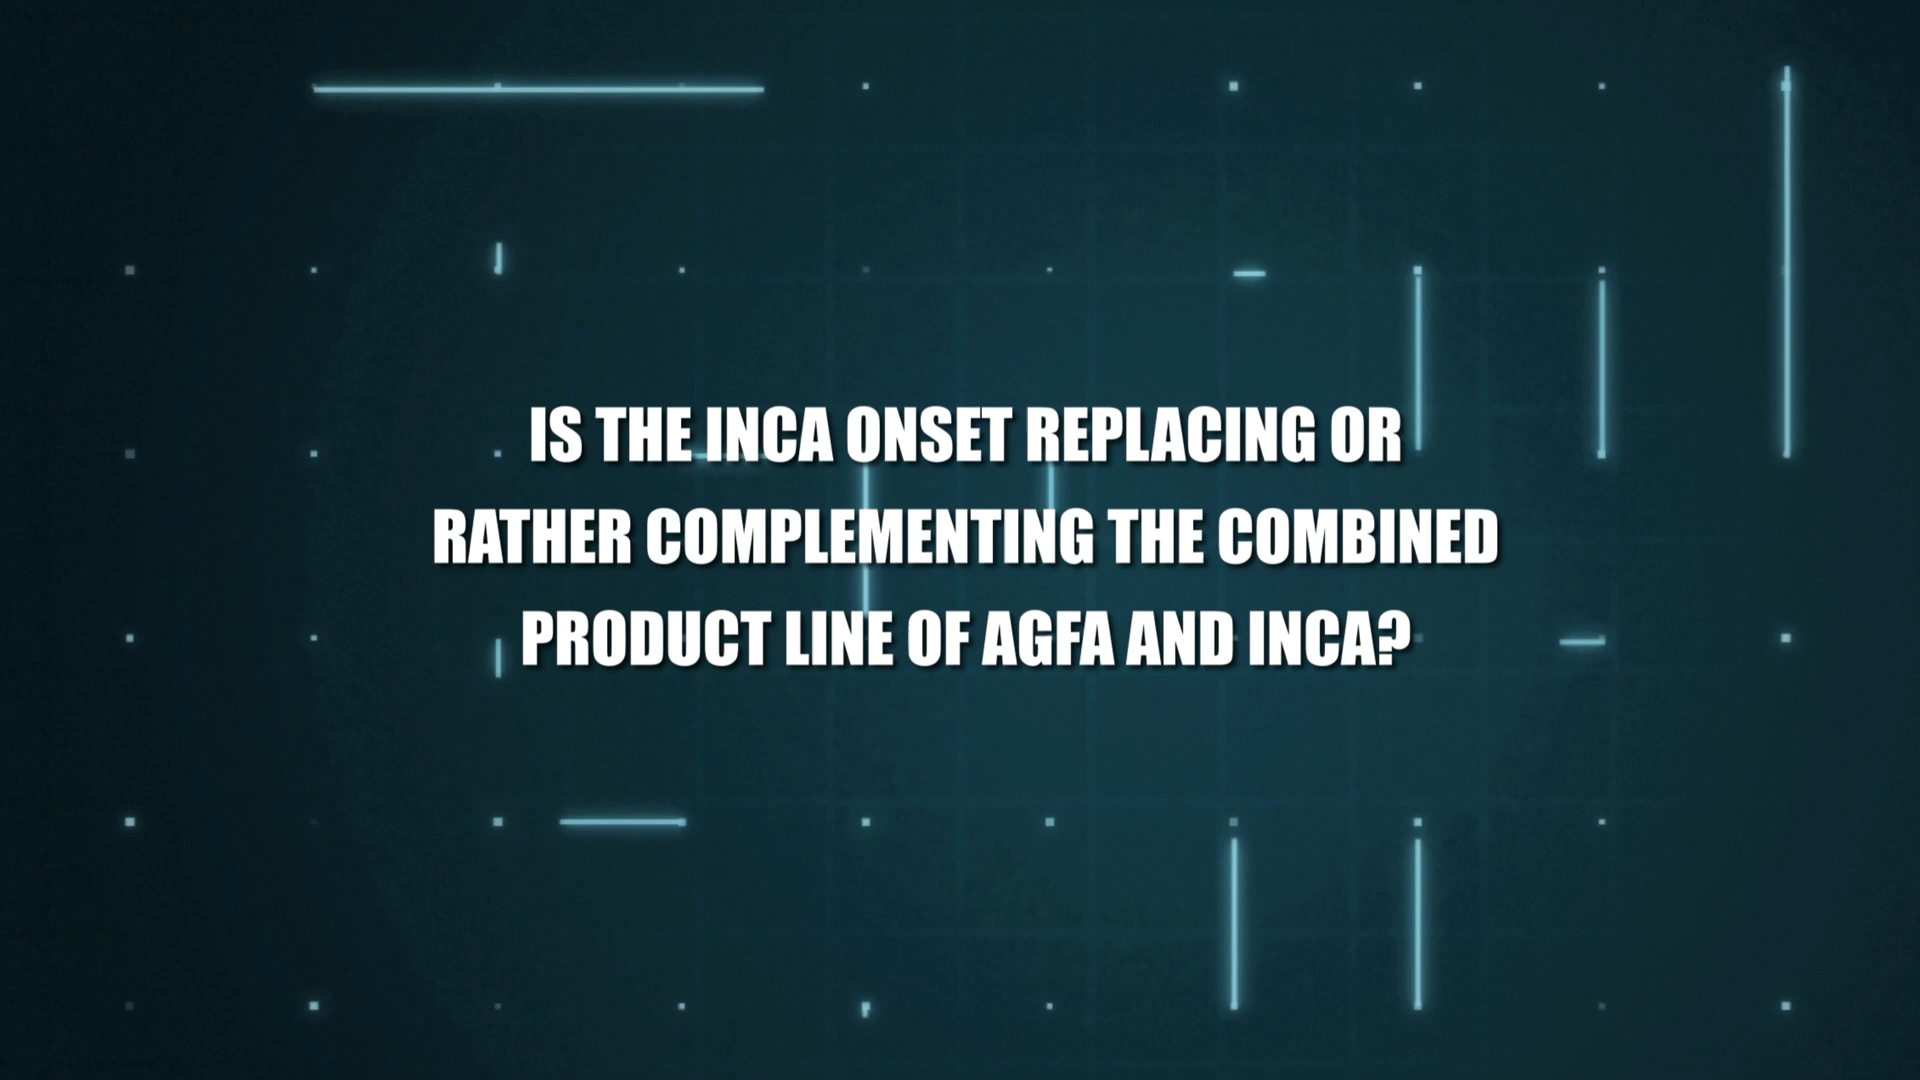 IS THE INCA ONSET REPLACING OR
RATHER COMPLEMENTING THE COMBINED
PRODUCT LINE OF AGFA AND INCA?